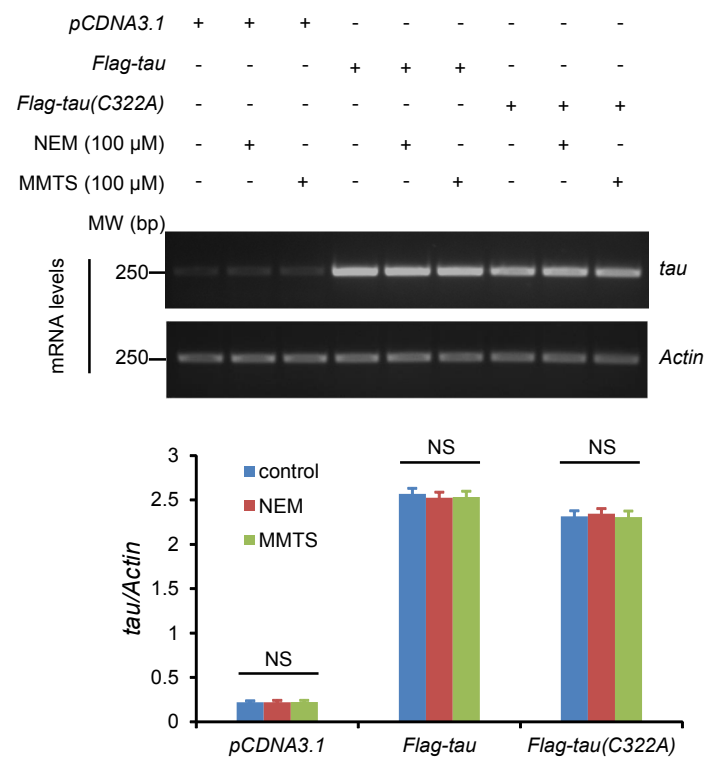 pCDNA3.1 + + + - - - - - -
Flag-tau - - - + + + - - -
Flag-tau(C322A) - - - - - - + + +
NEM (100 µM) - + - - + - - + -
MMTS (100 µM) - - + - - + - - +
MW (bp)
mRNA levels
250 tau
250 Actin
NS NS
3
2.5
2
1.5
1
0.5
0
tau/Actin
control
NEM
MMTS
NS
pCDNA3.1 Flag-tau Flag-tau(C322A)